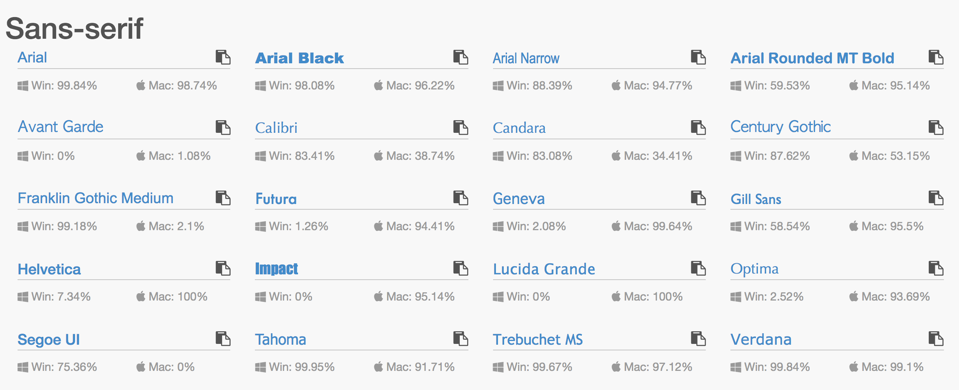 Sans-serif
Arial Arial Black Arial Narrow Arial Rounded MT Bold
Win: 99.84% Mac: 98.74% Win: 98.08% Mac: 96.22% Win: 88.39% Mac: 94.77% Win: 59.53% Mac: 95.14%
Avant Garde Calibri Candara Century Gothic
Win: 0% Mac: 1.08% Win: 83.41% Mac: 38.74% Win: 83.08% Mac: 34.41% Win: 87.62% Mac: 53.15%
Franklin Gothic Medium Futura Geneva Gill Sans
Win: 99.18% Mac: 2.1% Win: 1.26% Mac: 94.41% Win: 2.08% Mac: 99.64% Win: 58.54% Mac: 95.5%
Helvetica Impact Lucida Grande Optima
Win: 7.34% Mac: 100% Win: 0% Mac: 95.14% Win: 0% Mac: 100% Win: 2.52% Mac: 93.69%
Segoe UI Tahoma Trebuchet MS Verdana
Win: 75.36% Mac: 0% Win: 99.95% Mac: 91.71% Win: 99.67% Mac: 97.12% Win: 99.84% Mac: 99.1%